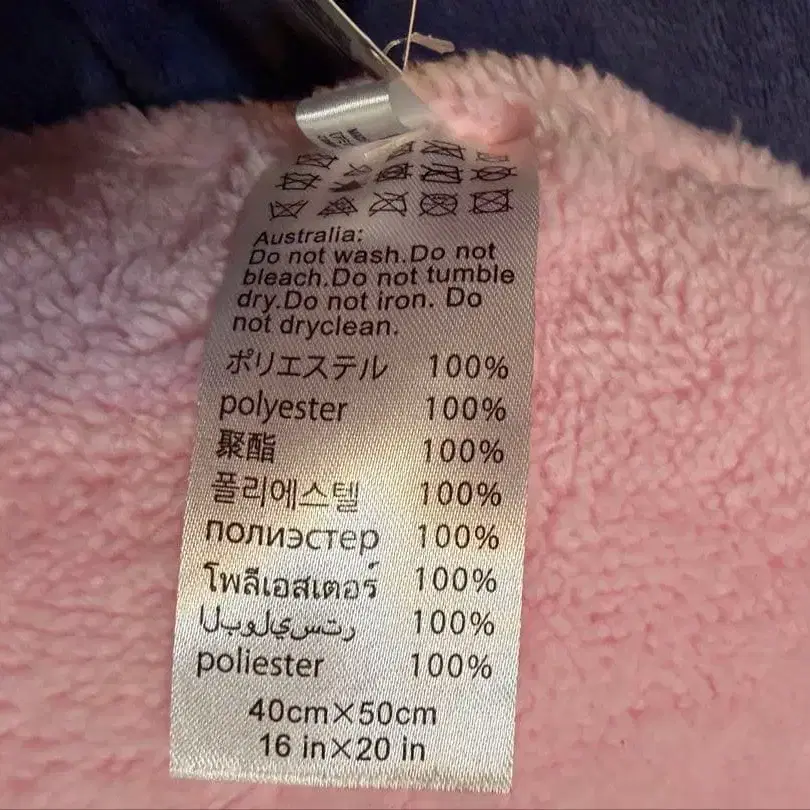 Australia:
Do not wash.Do not
bleach.Do not tumble
dry.Do not iron. Do
not dryclean.
ポリエステル 100%
polyester 100%
聚酯 100%
폴리에스텔 100%
полиэстер 100%
โพลีเอสเตอร์ 100%
البوليستر 100%
poliester 100%
40cm×50cm
16 in×20 in